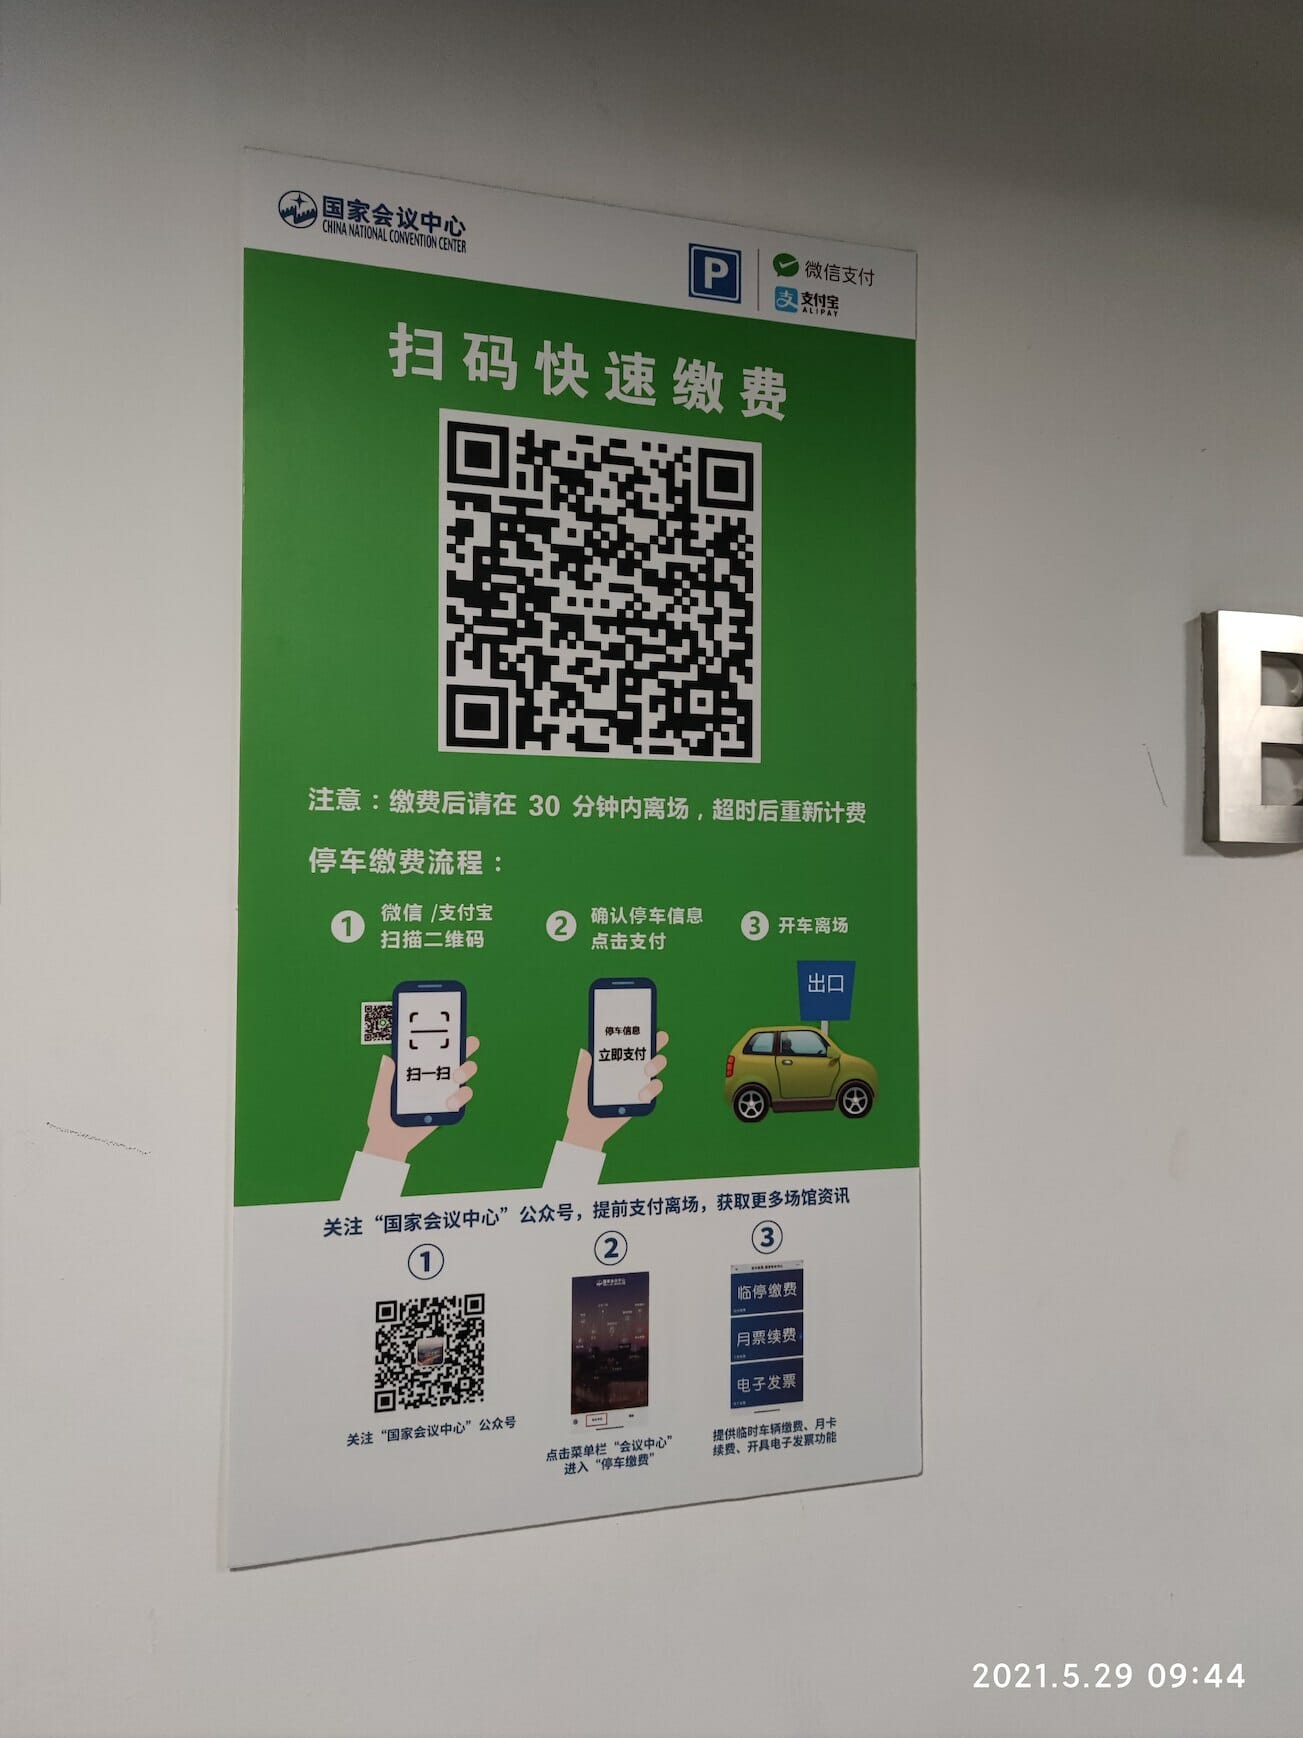 国家会议中心
CHINA NATIONAL CONVENTION CENTER
P
微信支付
支付宝
ALIPAY
扫码快速缴费
注意：缴费后请在 30 分钟内离场，超时后重新计费
停车缴费流程：
1 微信 /支付宝
扫描二维码
2 确认停车信息
点击支付
3 开车离场
扫一扫
停车信息
立即支付
出口
关注“国家会议中心”公众号，提前支付离场，获取更多场馆资讯
1
2
3
临停缴费
月票续费
电子发票
关注“国家会议中心”公众号
点击菜单栏“会议中心”
进入“停车缴费”
提供临时车辆缴费、月卡
续费、开具电子发票功能
2021.5.29 09:44